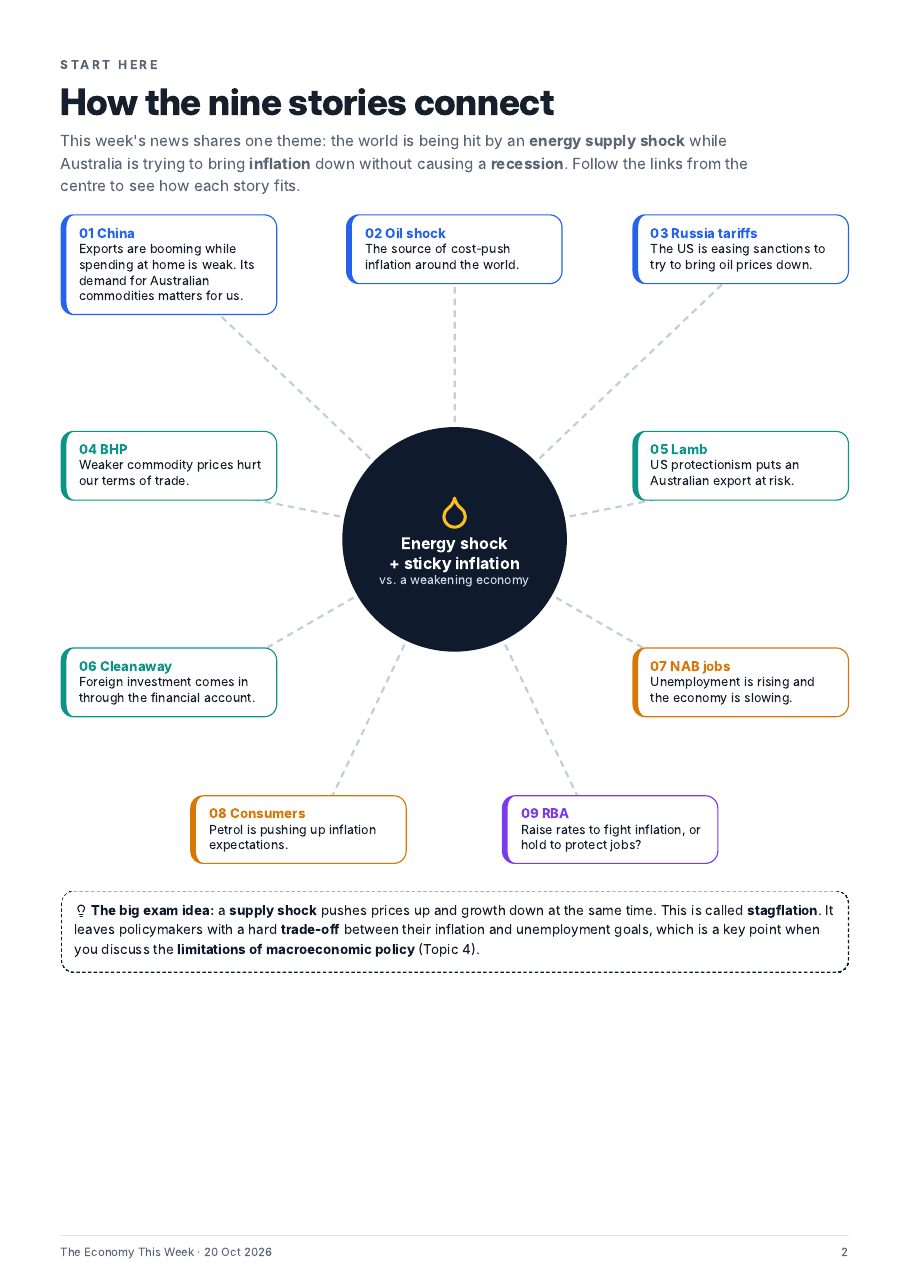 START HERE
How the nine stories connect
This week's news shares one theme: the world is being hit by an energy supply shock while
Australia is trying to bring inflation down without causing a recession. Follow the links from the
centre to see how each story fits.
01 China
Exports are booming while
spending at home is weak. Its
demand for Australian
commodities matters for us.
02 Oil shock
The source of cost-push
inflation around the world.
03 Russia tariffs
The US is easing sanctions to
try to bring oil prices down.
04 BHP
Weaker commodity prices hurt
our terms of trade.
05 Lamb
US protectionism puts an
Australian export at risk.
Energy shock
+ sticky inflation
vs. a weakening economy
06 Cleanaway
Foreign investment comes in
through the financial account.
07 NAB jobs
Unemployment is rising and
the economy is slowing.
08 Consumers
Petrol is pushing up inflation
expectations.
09 RBA
Raise rates to fight inflation, or
hold to protect jobs?
The big exam idea: a supply shock pushes prices up and growth down at the same time. This is called stagflation. It
leaves policymakers with a hard trade-off between their inflation and unemployment goals, which is a key point when
you discuss the limitations of macroeconomic policy (Topic 4).
The Economy This Week · 20 Oct 2026
2